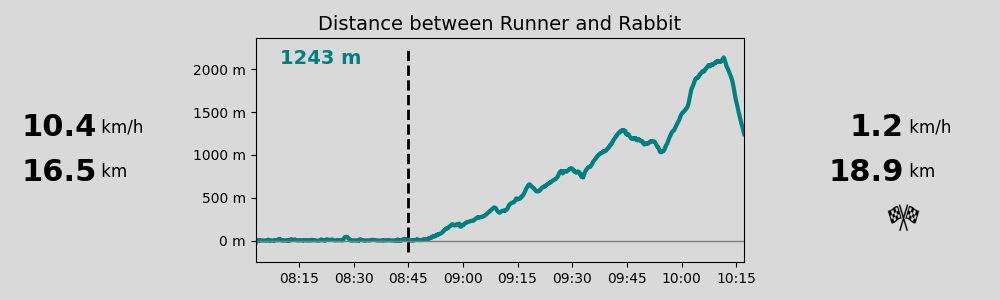 Distance between Runner and Rabbit
1243 m
2000 m
1500 m
1000 m
500 m
0 m
08:15 08:30 08:45 09:00 09:15 09:30 09:45 10:00 10:15
10.4 km/h
16.5 km
1.2 km/h
18.9 km